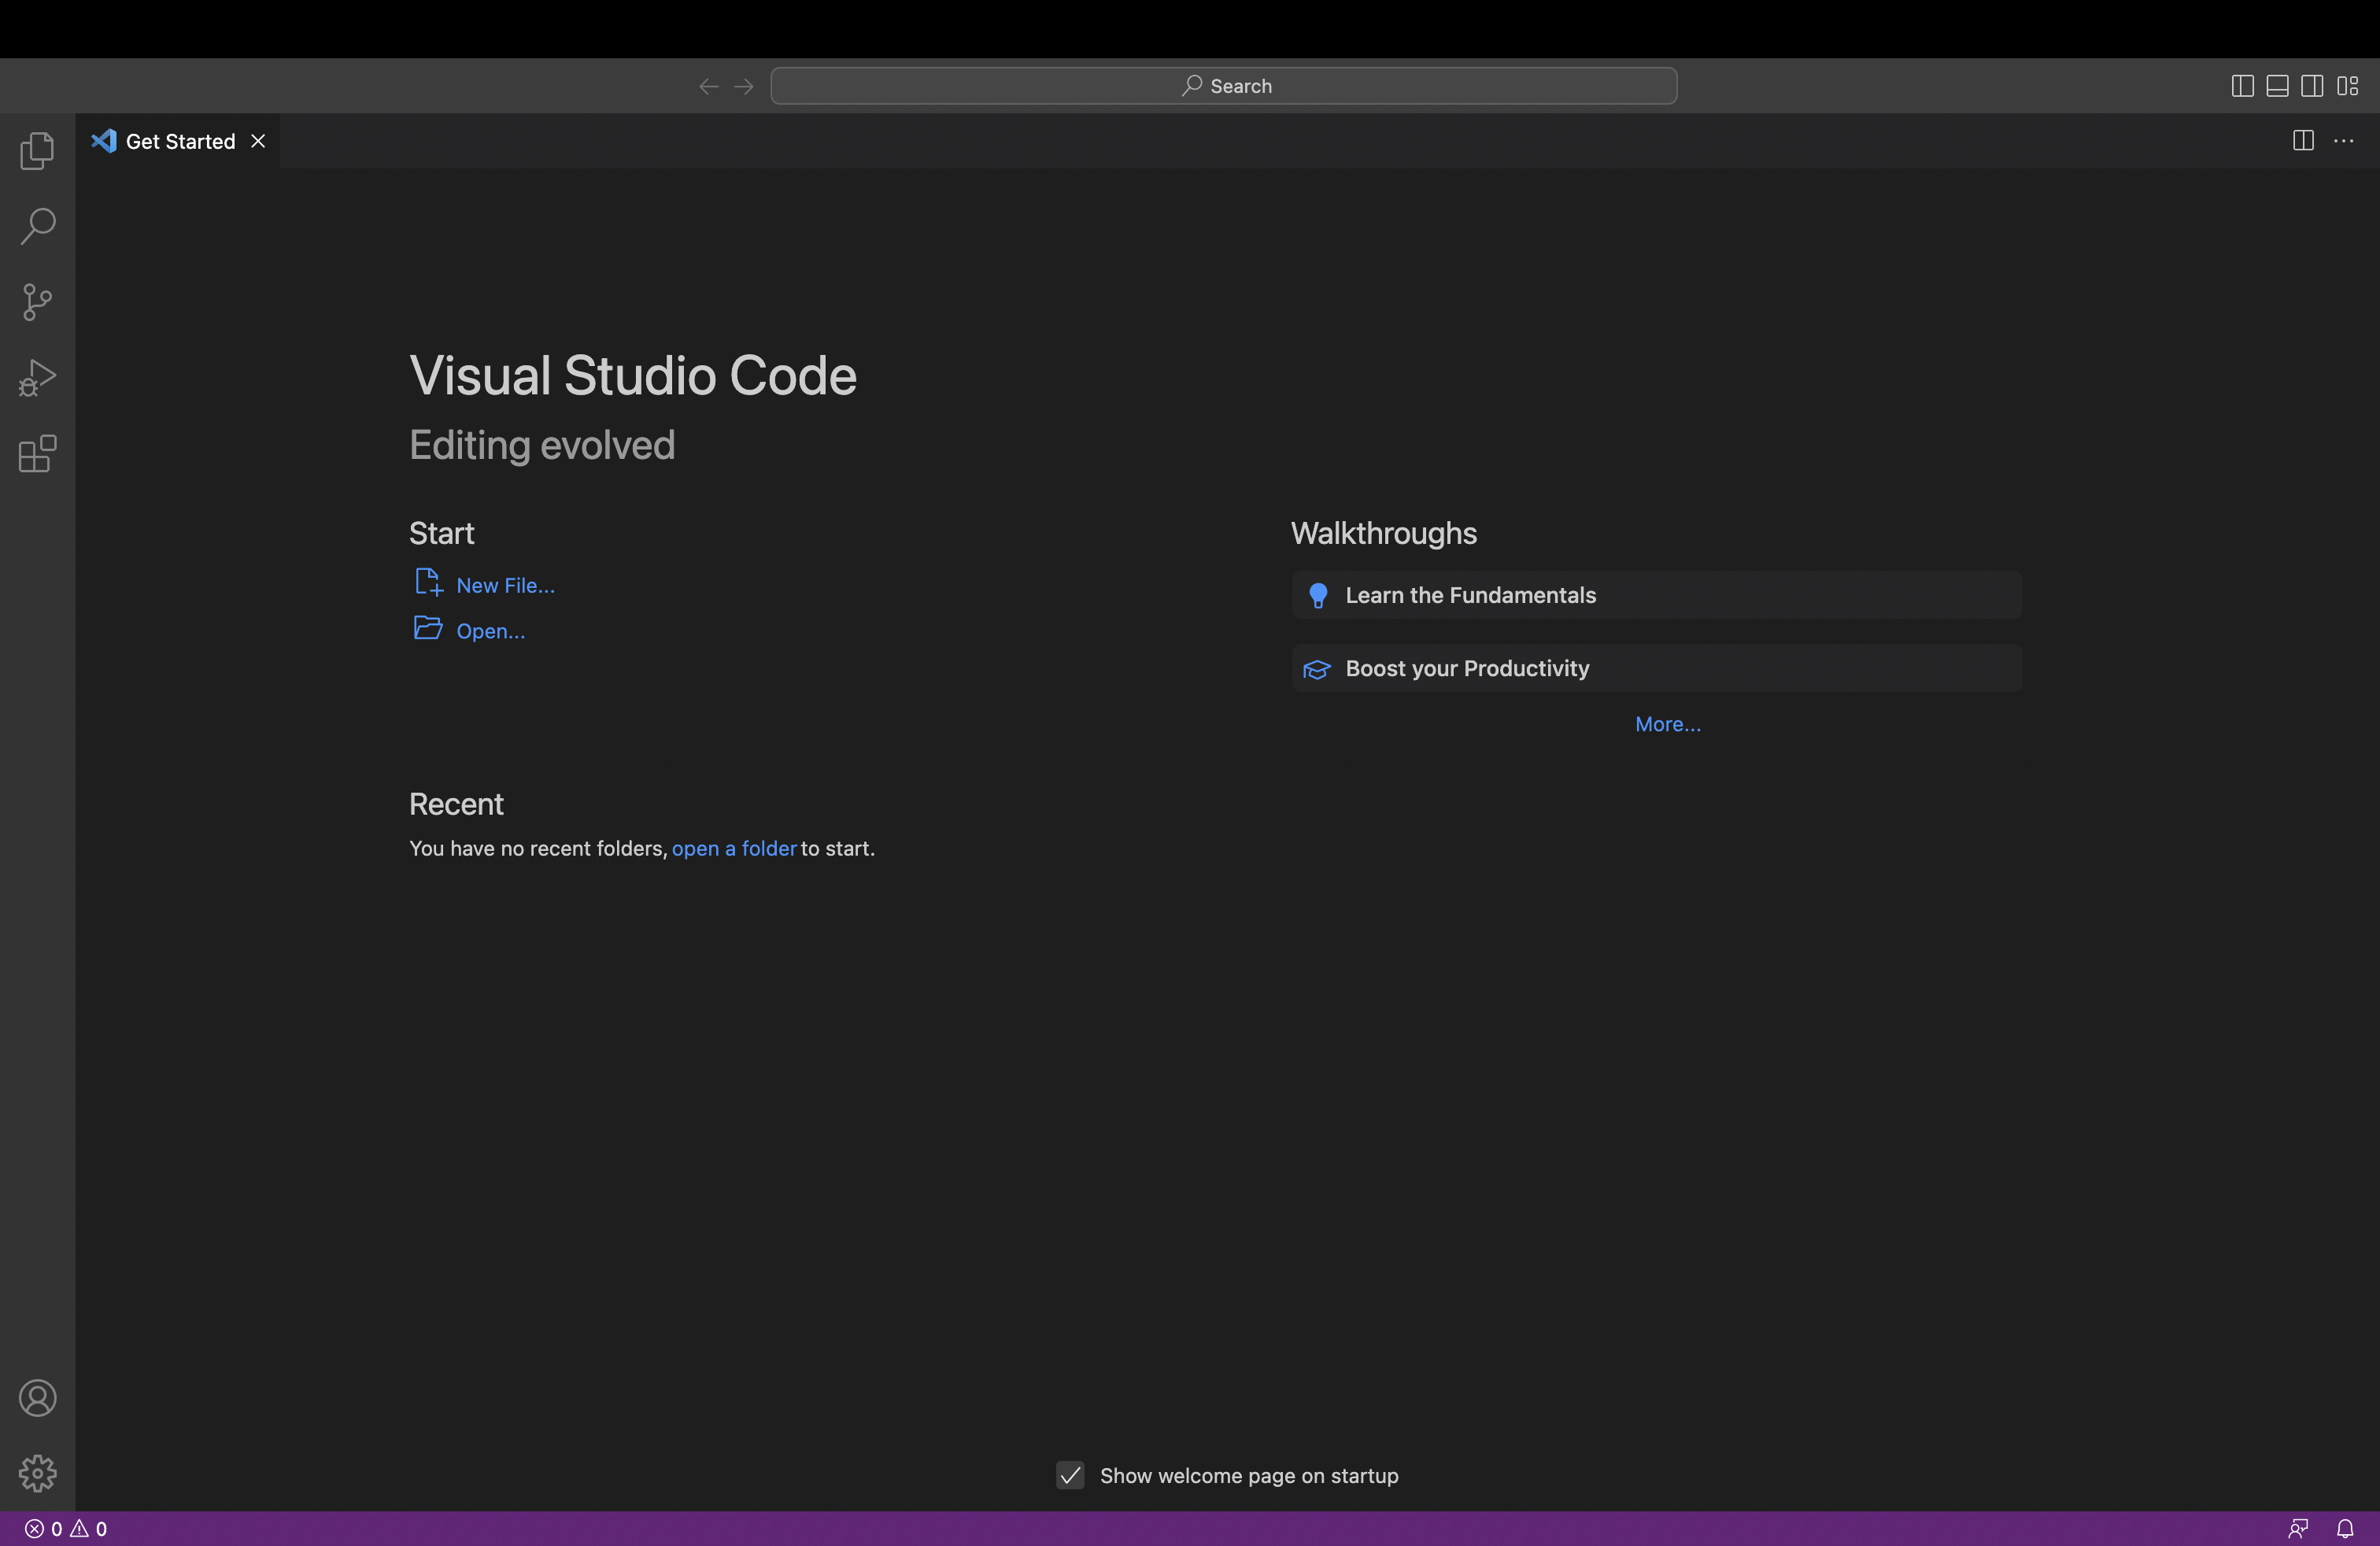 Search
Get Started
Visual Studio Code
Editing evolved
Start
New File...
Open...
Recent
You have no recent folders, open a folder to start.
Walkthroughs
Learn the Fundamentals
Boost your Productivity
More...
Show welcome page on startup
0 0